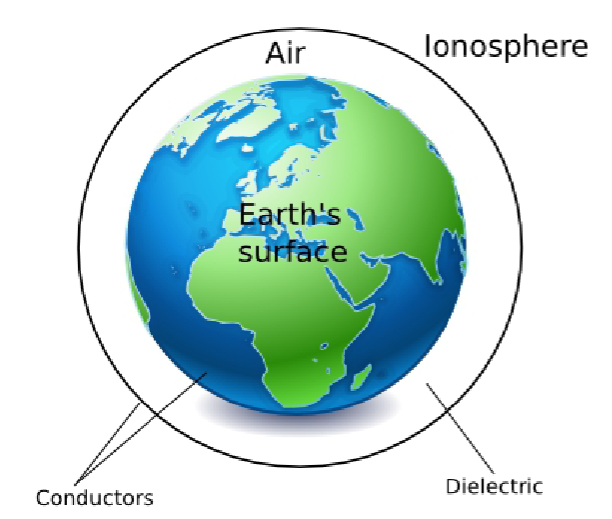 Ionosphere
Air
Earth's
surface
Conductors
Dielectric